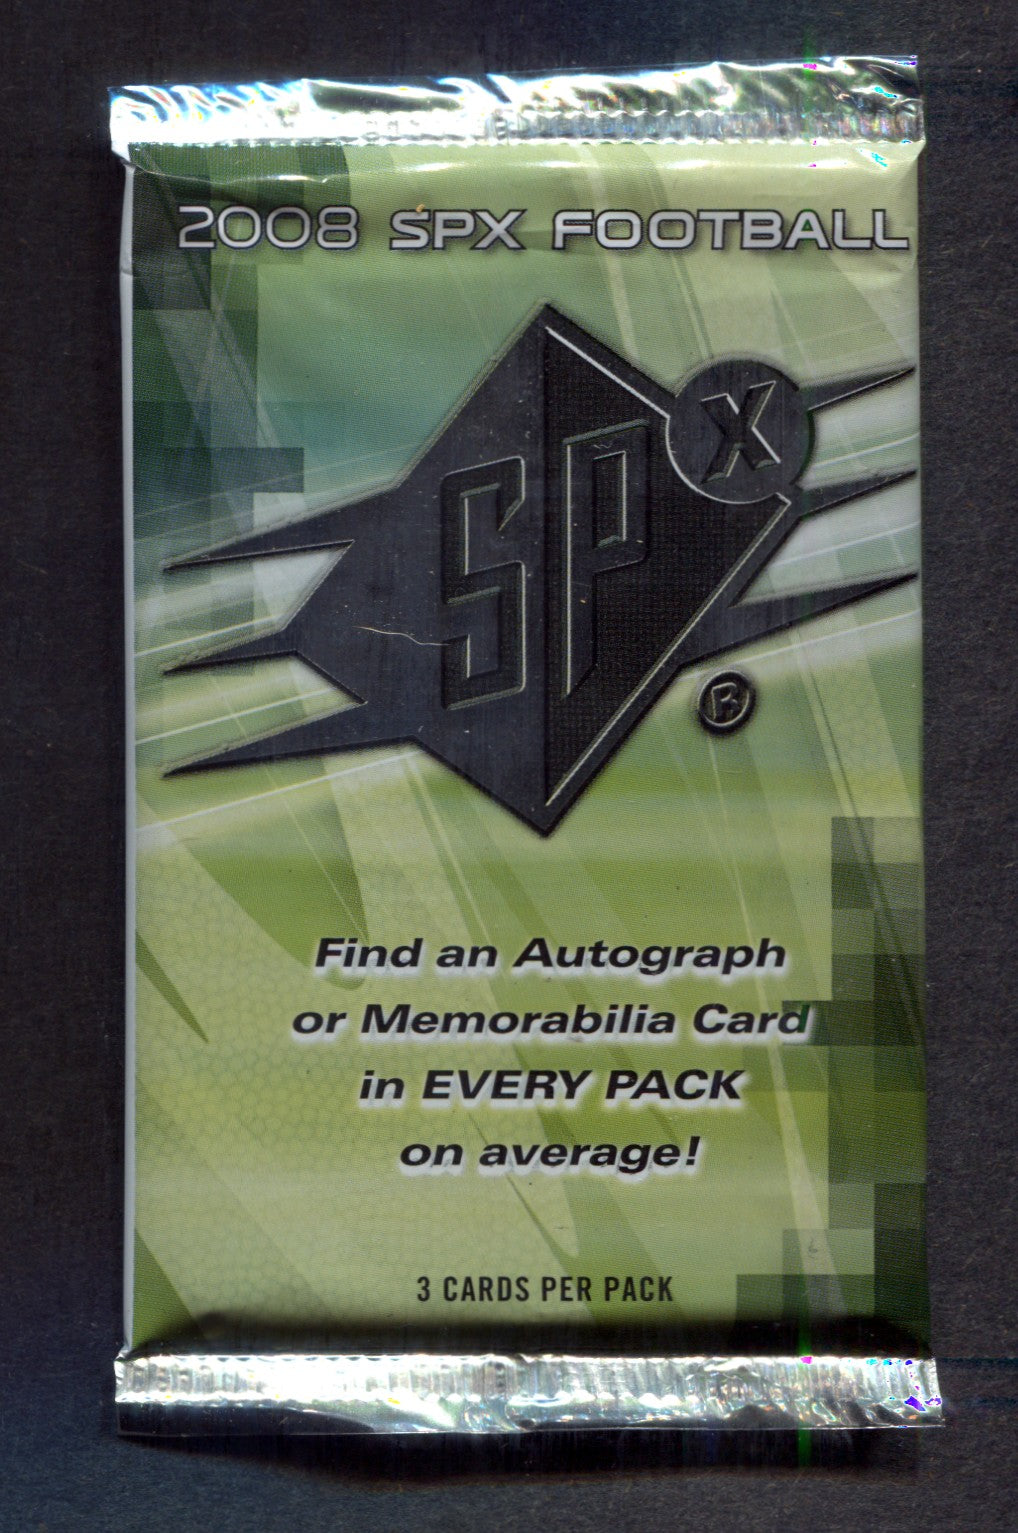 2008 SPX FOOTBALL
SPX
®
Find an Autograph
or Memorabilia Card
in EVERY PACK
on average!
3 CARDS PER PACK